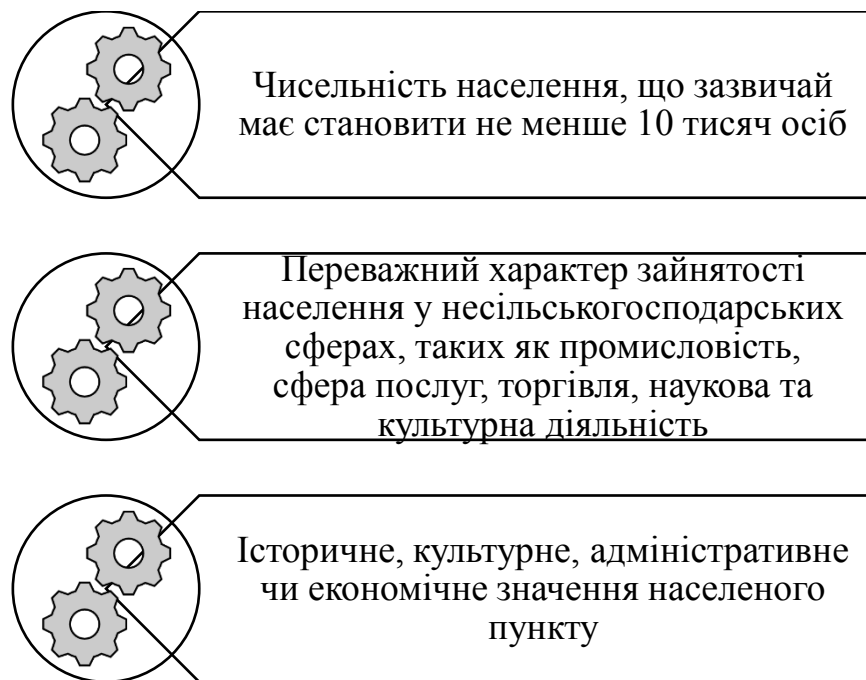 Чисельність населення, що зазвичай
має становити не менше 10 тисяч осіб
Переважний характер зайнятості
населення у несільськогосподарських
сферах, таких як промисловість,
сфера послуг, торгівля, наукова та
культурна діяльність
Історичне, культурне, адміністративне
чи економічне значення населеного
пункту